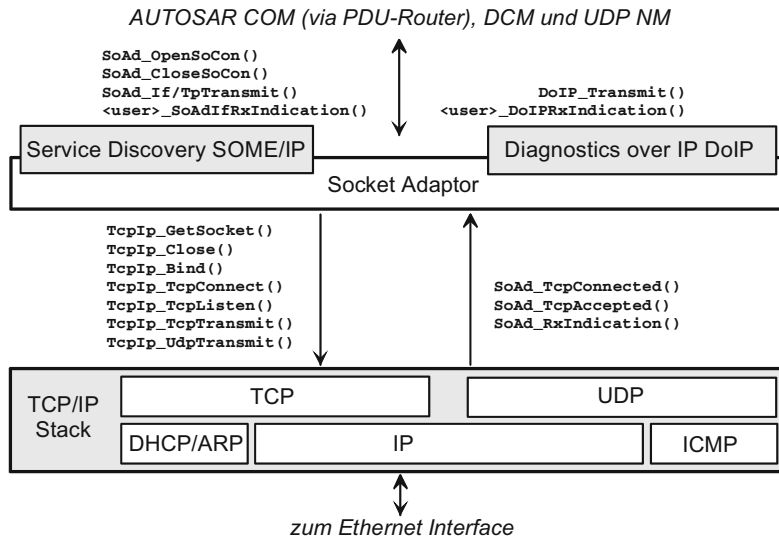 AUTOSAR COM (via PDU-Router), DCM und UDP NM
SoAd_OpenSoCon()
SoAd_CloseSoCon()
SoAd_If/TpTransmit()
<user>_SoAdIfRxIndication()
DoIP_Transmit()
<user>_DoIPRxIndication()
Service Discovery SOME/IP
Diagnostics over IP DoIP
Socket Adaptor
TcpIp_GetSocket()
TcpIp_Close()
TcpIp_Bind()
TcpIp_TcpConnect()
TcpIp_TcpListen()
TcpIp_TcpTransmit()
TcpIp_UdpTransmit()
SoAd_TcpConnected()
SoAd_TcpAccepted()
SoAd_RxIndication()
TCP/IP
Stack
TCP
UDP
DHCP/ARP
IP
ICMP
zum Ethernet Interface